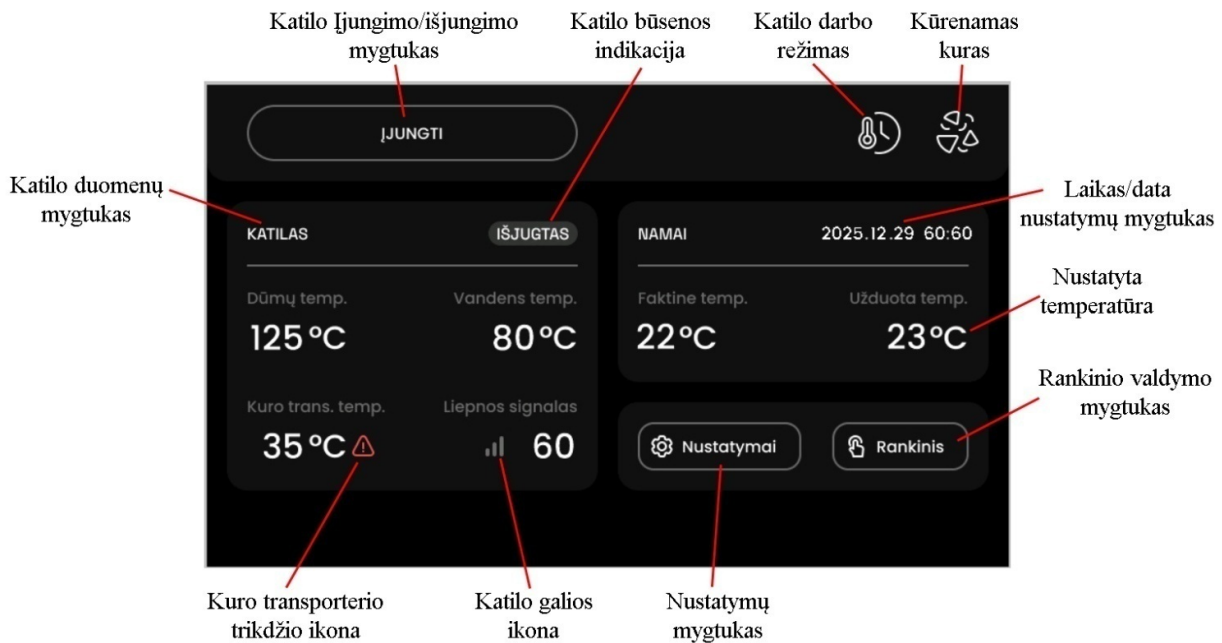 Katilo Įjungimo/išjungimo
mygtukas
Katilo būsenos
indikacija
Katilo darbo
režimas
Kūrenamas
kuras
ĮJUNGTI
Katilo duomenų
mygtukas
Laikas/data
nustatymų mygtukas
KATILAS
IŠJUGTAS
NAMAI
2025.12.29 60:60
Dūmų temp.
Vandens temp.
125 °C
80 °C
Faktine temp.
Užduota temp.
22 °C
23 °C
Nustatyta
temperatūra
Kuro trans. temp.
Liepnos signalas
35 °C
60
Nustatymai
Rankinis
Rankinio valdymo
mygtukas
Kuro transporterio
trikdžio ikona
Katilo galios
ikona
Nustatymų
mygtukas